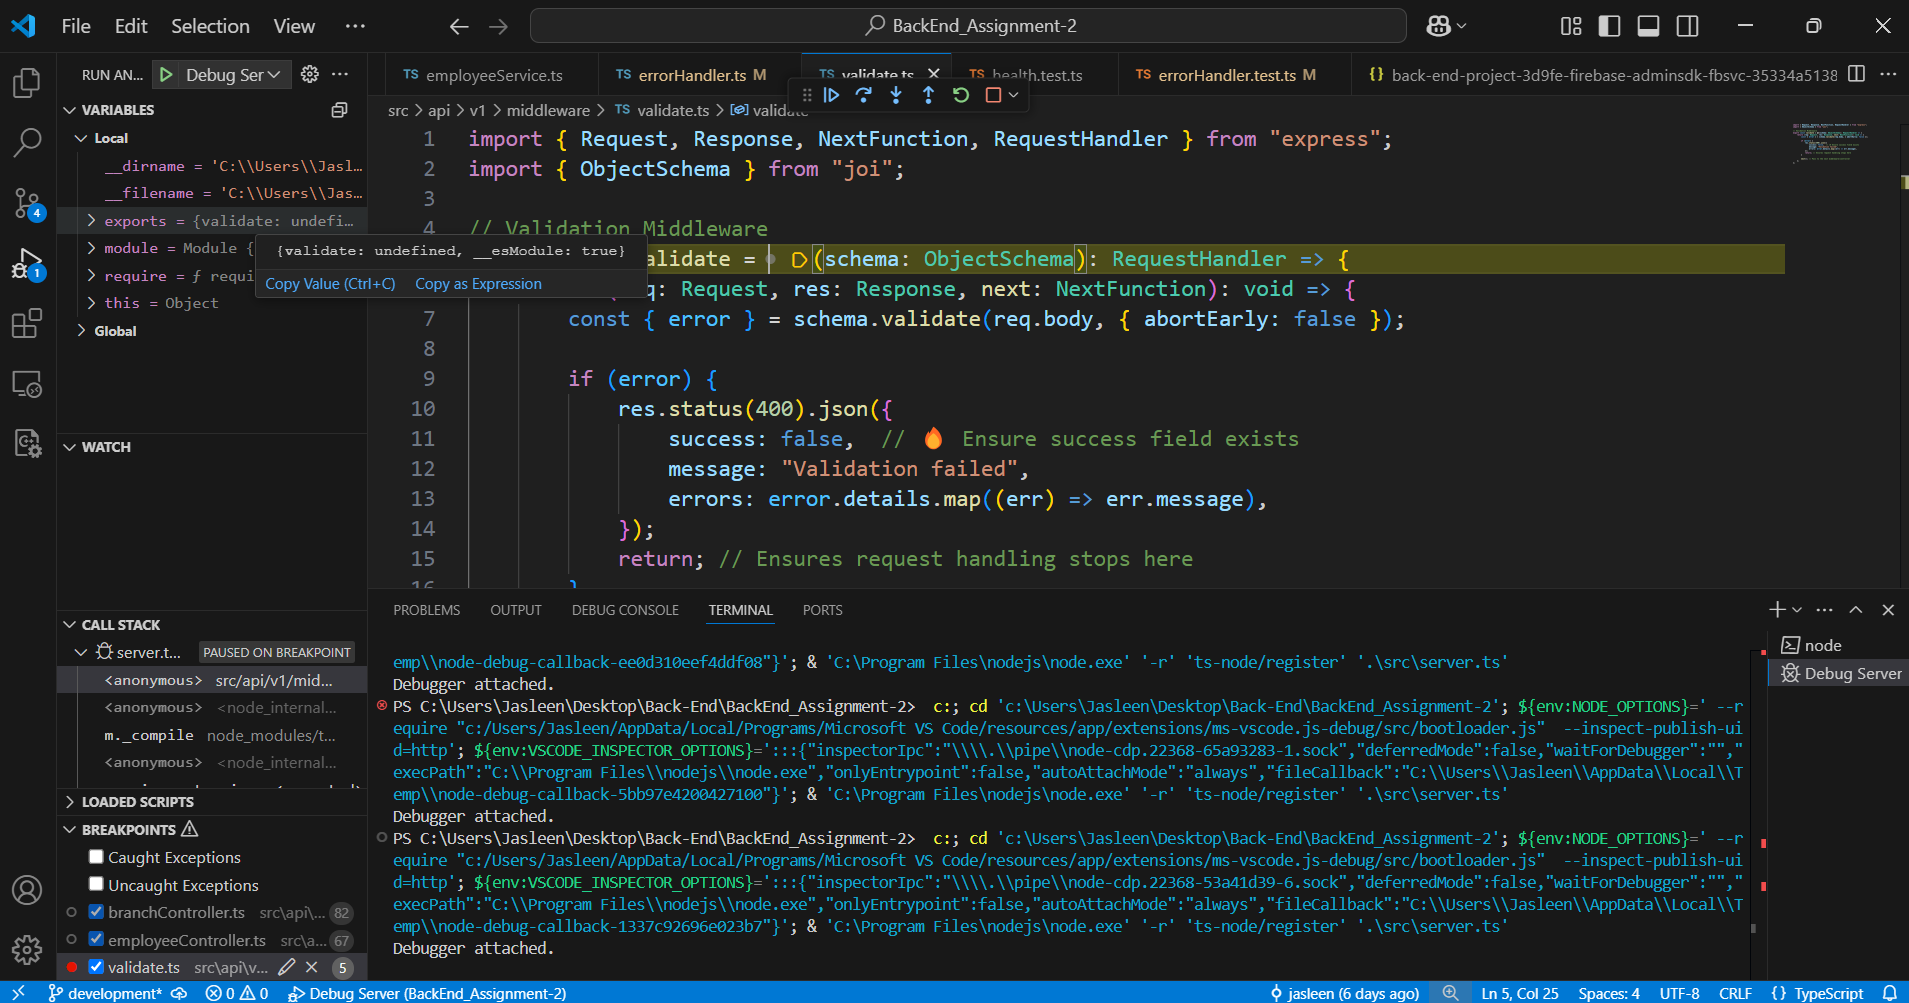 File Edit Selection View ··· BackEnd_Assignment-2
RUN AN... Debug Ser ···
TS employeeService.ts TS errorHandler.ts M TS validate.ts TS health.test.ts TS errorHandler.test.ts M {} back-end-project-3d9fe-firebase-adminsdk-fbsvc-35334a5138 ···
src > api > v1 > middleware > TS validate.ts > validate
VARIABLES
Local
__dirname = 'C:\\Users\\Jasl...
__filename = 'C:\\Users\\Jas...
exports = {validate: undefi...
module = Module {
require = ƒ requi
this = Object
Global
{validate: undefined, __esModule: true}
Copy Value (Ctrl+C) Copy as Expression
WATCH
CALL STACK
server.t... PAUSED ON BREAKPOINT
<anonymous> src/api/v1/mid...
<anonymous> <node_internal...
m._compile node_modules/t...
<anonymous> <node_internal...
LOADED SCRIPTS
BREAKPOINTS
Caught Exceptions
Uncaught Exceptions
branchController.ts src\api\... 82
employeeController.ts src\a... 67
validate.ts src\api\v... 5
1 import { Request, Response, NextFunction, RequestHandler } from "express";
2 import { ObjectSchema } from "joi";
3
4 // Validation Middleware
alidate = (schema: ObjectSchema): RequestHandler => {
q: Request, res: Response, next: NextFunction): void => {
7 const { error } = schema.validate(req.body, { abortEarly: false });
8
9 if (error) {
10 res.status(400).json({
11 success: false, // 🔥 Ensure success field exists
12 message: "Validation failed",
13 errors: error.details.map((err) => err.message),
14 });
15 return; // Ensures request handling stops here
16 }
PROBLEMS OUTPUT DEBUG CONSOLE TERMINAL PORTS
node
Debug Server
emp\\node-debug-callback-ee0d310eef4ddf08"}'; & 'C:\Program Files\nodejs\node.exe' '-r' 'ts-node/register' '.\src\server.ts'
Debugger attached.
PS C:\Users\Jasleen\Desktop\Back-End\BackEnd_Assignment-2> c:; cd 'c:\Users\Jasleen\Desktop\Back-End\BackEnd_Assignment-2'; ${env:NODE_OPTIONS}=' --r
equire "c:/Users/Jasleen/AppData/Local/Programs/Microsoft VS Code/resources/app/extensions/ms-vscode.js-debug/src/bootloader.js" --inspect-publish-ui
d=http'; ${env:VSCODE_INSPECTOR_OPTIONS}=':::{"inspectorIpc":"\\\\.\\pipe\\node-cdp.22368-65a93283-1.sock","deferredMode":false,"waitForDebugger":"","
execPath":"C:\\Program Files\\nodejs\\node.exe","onlyEntrypoint":false,"autoAttachMode":"always","fileCallback":"C:\\Users\\Jasleen\\AppData\\Local\\T
emp\\node-debug-callback-5bb97e4200427100"}'; & 'C:\Program Files\nodejs\node.exe' '-r' 'ts-node/register' '.\src\server.ts'
Debugger attached.
PS C:\Users\Jasleen\Desktop\Back-End\BackEnd_Assignment-2> c:; cd 'c:\Users\Jasleen\Desktop\Back-End\BackEnd_Assignment-2'; ${env:NODE_OPTIONS}=' --r
equire "c:/Users/Jasleen/AppData/Local/Programs/Microsoft VS Code/resources/app/extensions/ms-vscode.js-debug/src/bootloader.js" --inspect-publish-ui
d=http'; ${env:VSCODE_INSPECTOR_OPTIONS}=':::{"inspectorIpc":"\\\\.\\pipe\\node-cdp.22368-53a41d39-6.sock","deferredMode":false,"waitForDebugger":"","
execPath":"C:\\Program Files\\nodejs\\node.exe","onlyEntrypoint":false,"autoAttachMode":"always","fileCallback":"C:\\Users\\Jasleen\\AppData\\Local\\T
emp\\node-debug-callback-1337c92696e023b7"}'; & 'C:\Program Files\nodejs\node.exe' '-r' 'ts-node/register' '.\src\server.ts'
Debugger attached.
4
1
development* 0 0 Debug Server (BackEnd_Assignment-2) jasleen (6 days ago) Ln 5, Col 25 Spaces: 4 UTF-8 CRLF {} TypeScript